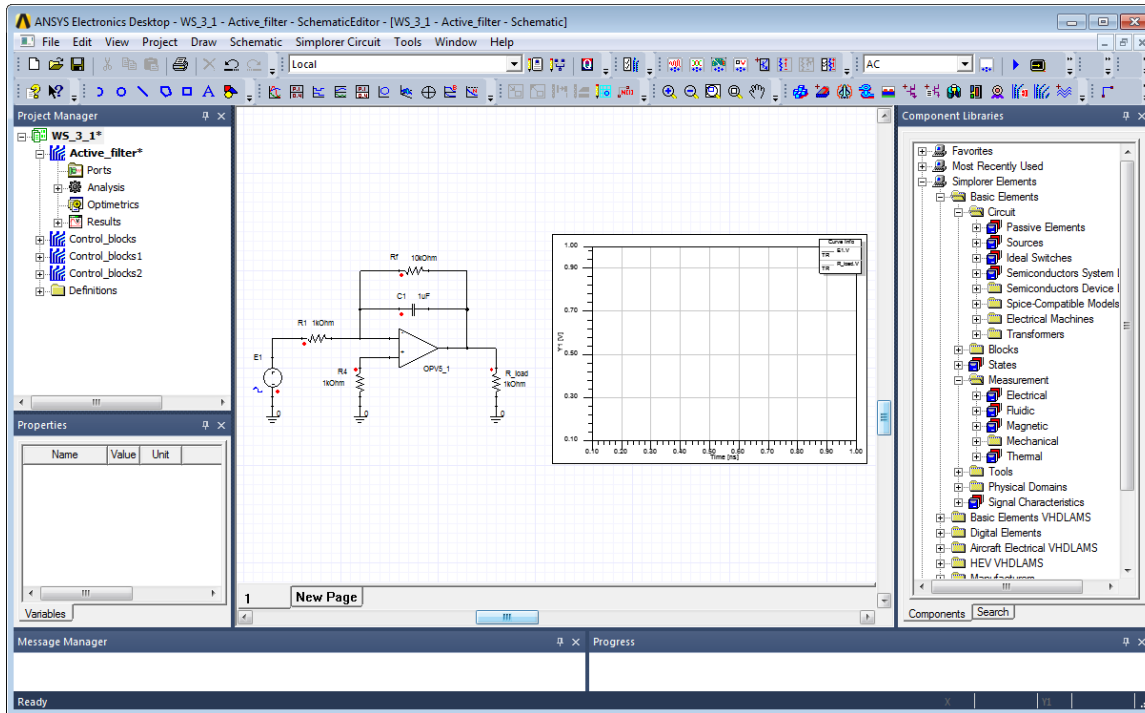 ANSYS Electronics Desktop - WS_3_1 - Active_filter - SchematicEditor - [WS_3_1 - Active_filter - Schematic]
File Edit View Project Draw Schematic Simplorer Circuit Tools Window Help
Local
AC
Project Manager
WS_3_1*
Active_filter*
Ports
Analysis
Optimetrics
Results
Control_blocks
Control_blocks1
Control_blocks2
Definitions
Properties
Name Value Unit
Variables
Rf 10kOhm
C1 1uF
R1 1kOhm
E1
R4
1kOhm
OPV5_1
R_load
1kOhm
0
0
0
Curve Info
E1.V
TR
R_load.V
TR
Y1 [V]
1.00
0.90
0.70
0.50
0.30
0.10
0.10 0.20 0.30 0.40 0.50 0.60 0.70 0.80 0.90 1.00
Time [ns]
1 New Page
Component Libraries
Favorites
Most Recently Used
Simplorer Elements
Basic Elements
Circuit
Passive Elements
Sources
Ideal Switches
Semiconductors System l
Semiconductors Device l
Spice-Compatible Models
Electrical Machines
Transformers
Blocks
States
Measurement
Electrical
Fluidic
Magnetic
Mechanical
Thermal
Tools
Physical Domains
Signal Characteristics
Basic Elements VHDLAMS
Digital Elements
Aircraft Electrical VHDLAMS
HEV VHDLAMS
Components Search
Message Manager
Progress
Ready
X
Y1